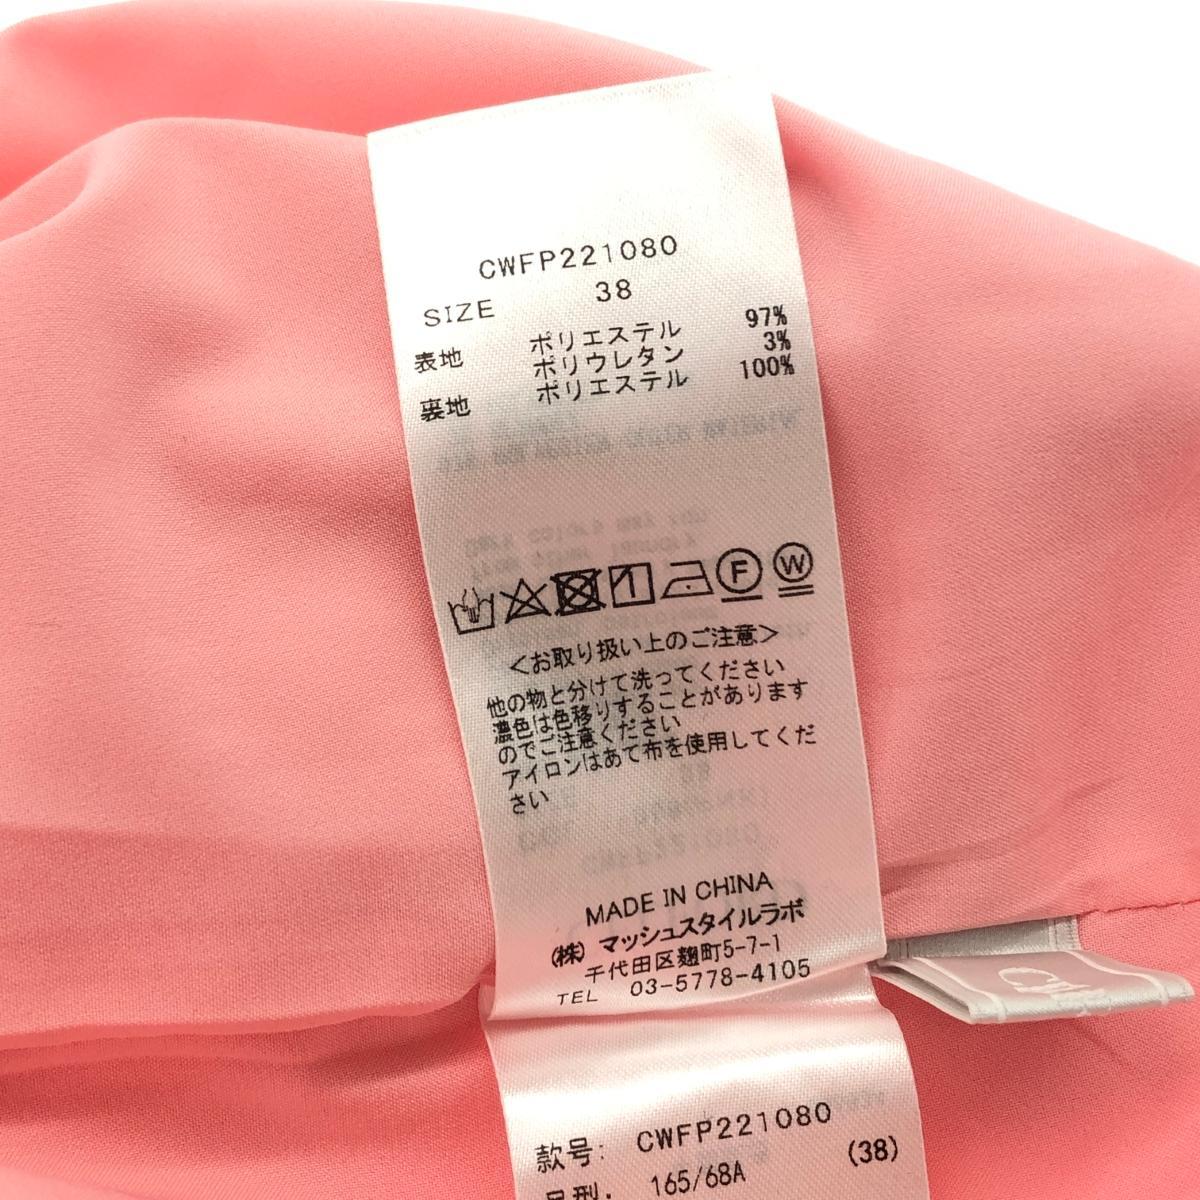 CWFP221080
SIZE 38
表地 ポリエステル 97%
ポリウレタン 3%
裏地 ポリエステル 100%
F W
<お取り扱い上のご注意>
他の物と分けて洗ってください
濃色は色移りすることがあります
のでご注意ください
アイロンはあて布を使用してくだ
さい
MADE IN CHINA
(株) マッシュスタイルラボ
千代田区麹町5-7-1
TEL 03-5778-4105
款号: CWFP221080
号型. 165/68A (38)